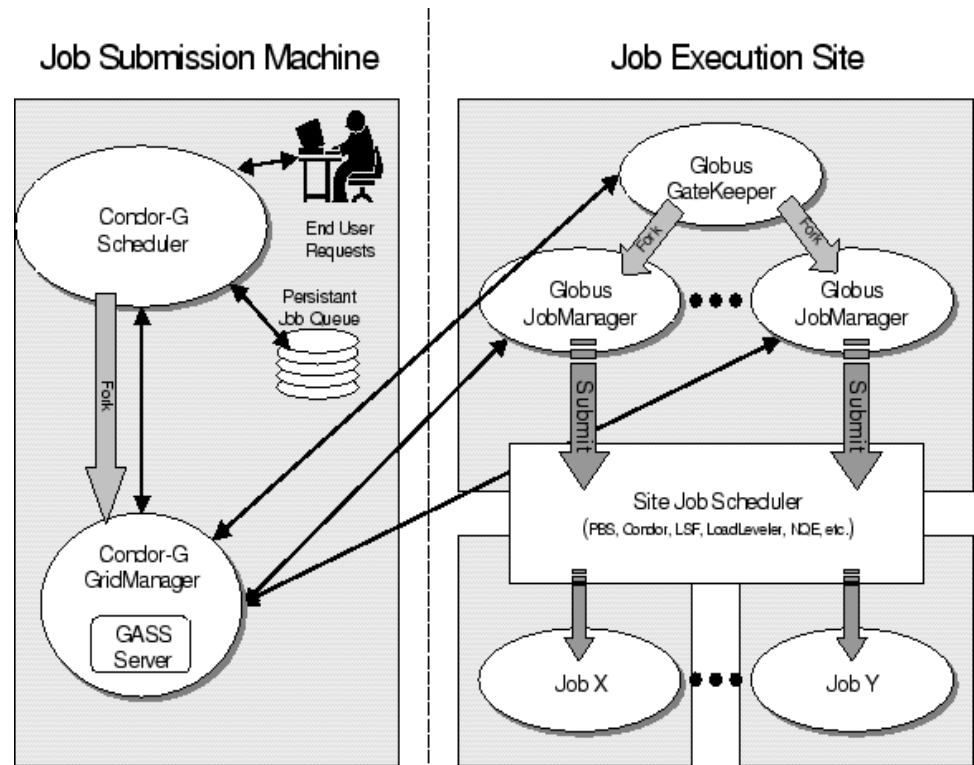 Job Submission Machine
Job Execution Site
Condor-G
Scheduler
End User
Requests
Persistant
Job Queue
Fork
Condor-G
GridManager
GASS
Server
Globus
GateKeeper
Fork
Fork
Globus
JobManager
Globus
JobManager
Submit
Submit
Site Job Scheduler
(PBS, Condor, LSF, LoadLeveler, NQE, etc.)
Job X
Job Y